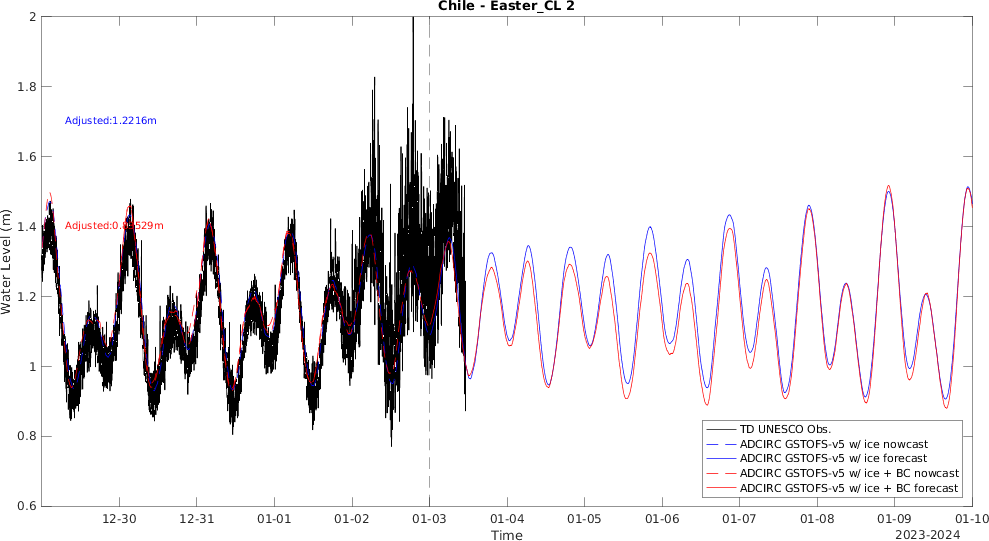 Chile - Easter_CL 2
2
1.8
1.6
1.4
1.2
1
0.8
0.6
Water Level (m)
Adjusted:1.2216m
TD UNESCO Obs.
ADCIRC GSTOFS-v5 w/ ice nowcast
ADCIRC GSTOFS-v5 w/ ice forecast
ADCIRC GSTOFS-v5 w/ ice + BC nowcast
ADCIRC GSTOFS-v5 w/ ice + BC forecast
12-30 12-31 01-01 01-02 01-03 01-04 01-05 01-06 01-07 01-08 01-09 01-10
Time
2023-2024